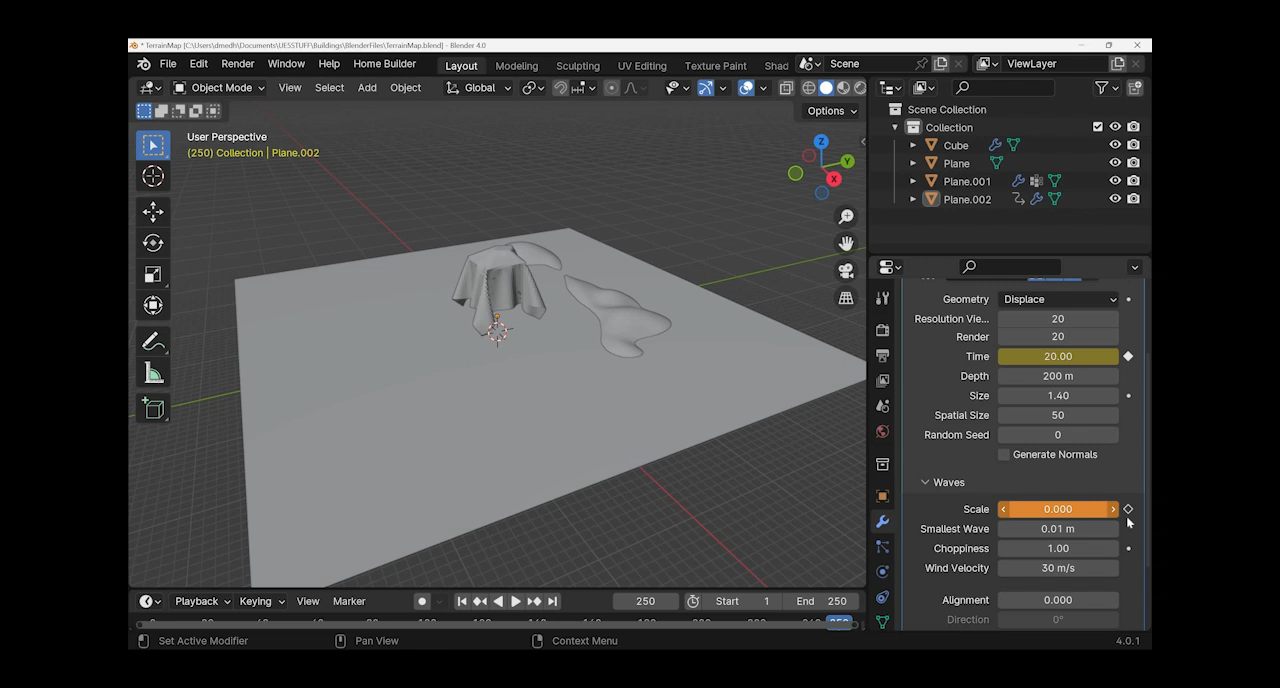 * TerrainMap [C:\Users\dmedh\Documents\UE5STUFF\Buildings\BlenderFiles\TerrainMap.blend] - Blender 4.0
File Edit Render Window Help Home Builder Layout Modeling Sculpting UV Editing Texture Paint Shad Scene ViewLayer
Object Mode View Select Add Object Global
Options
User Perspective
(250) Collection | Plane.002
Z
Y
X
Scene Collection
Collection
Cube
Plane
Plane.001
Plane.002
Geometry Displace
Resolution Vie... 20
Render 20
Time 20.00
Depth 200 m
Size 1.40
Spatial Size 50
Random Seed 0
Generate Normals
Waves
Scale 0.000
Smallest Wave 0.01 m
Choppiness 1.00
Wind Velocity 30 m/s
Alignment 0.000
Direction 0°
Playback Keying View Marker 250 Start 1 End 250
Set Active Modifier Pan View Context Menu 4.0.1